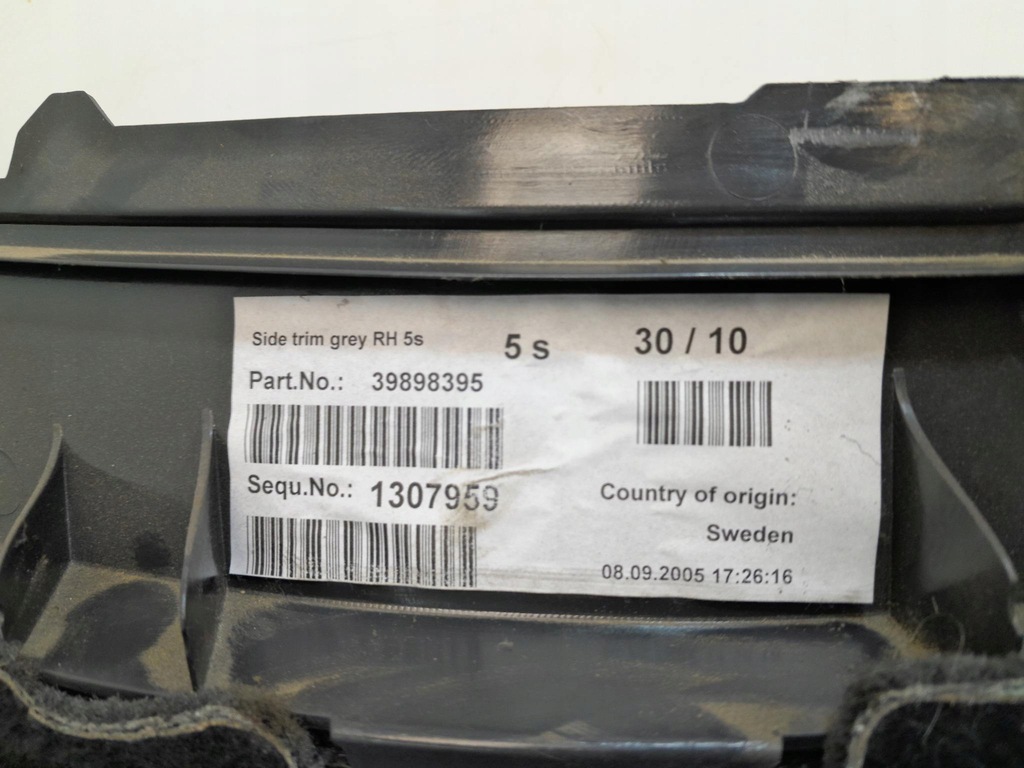 Side trim grey RH 5s
5 s
30 / 10
Part.No.: 39898395
Sequ.No.: 1307959
Country of origin:
Sweden
08.09.2005 17:26:16